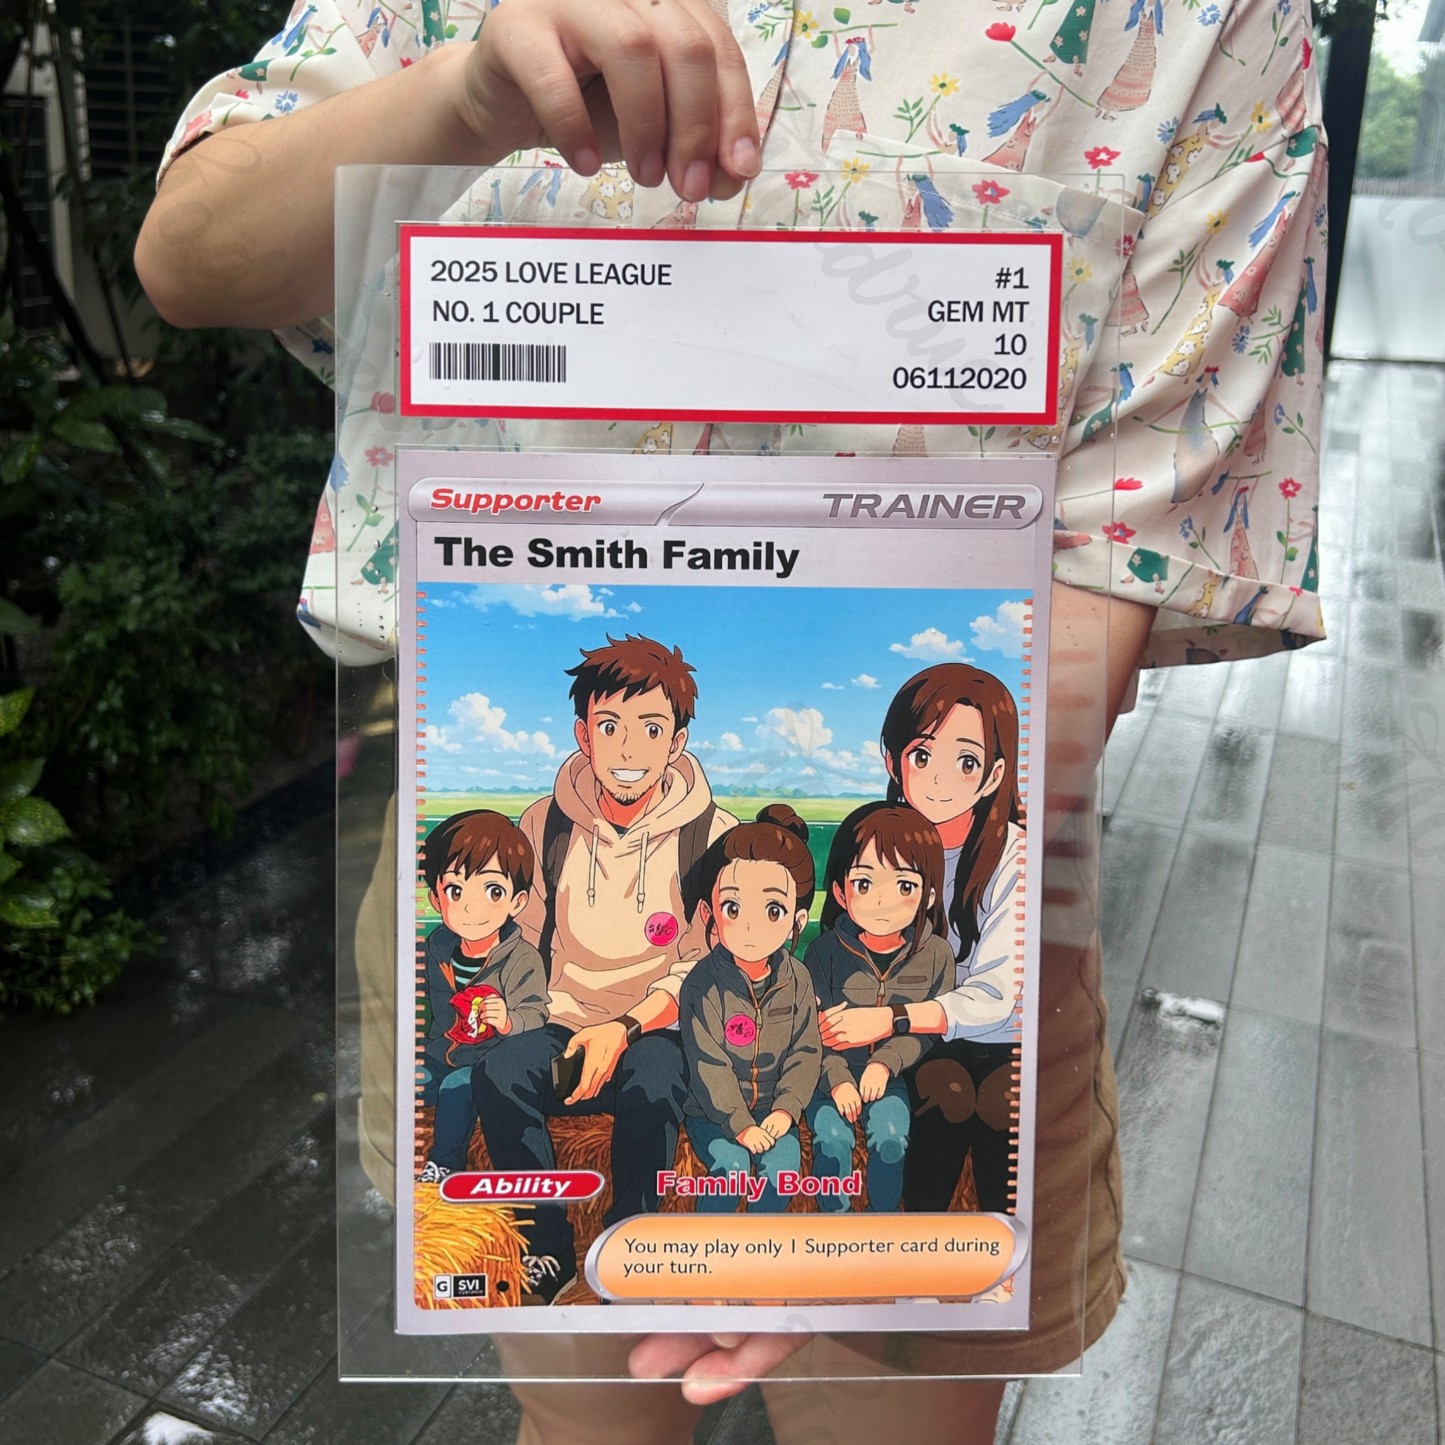 2025 LOVE LEAGUE
NO. 1 COUPLE
#1
GEM MT
10
06112020
Supporter
TRAINER
The Smith Family
Ability
Family Bond
You may play only 1 Supporter card during
your turn.
G SVI